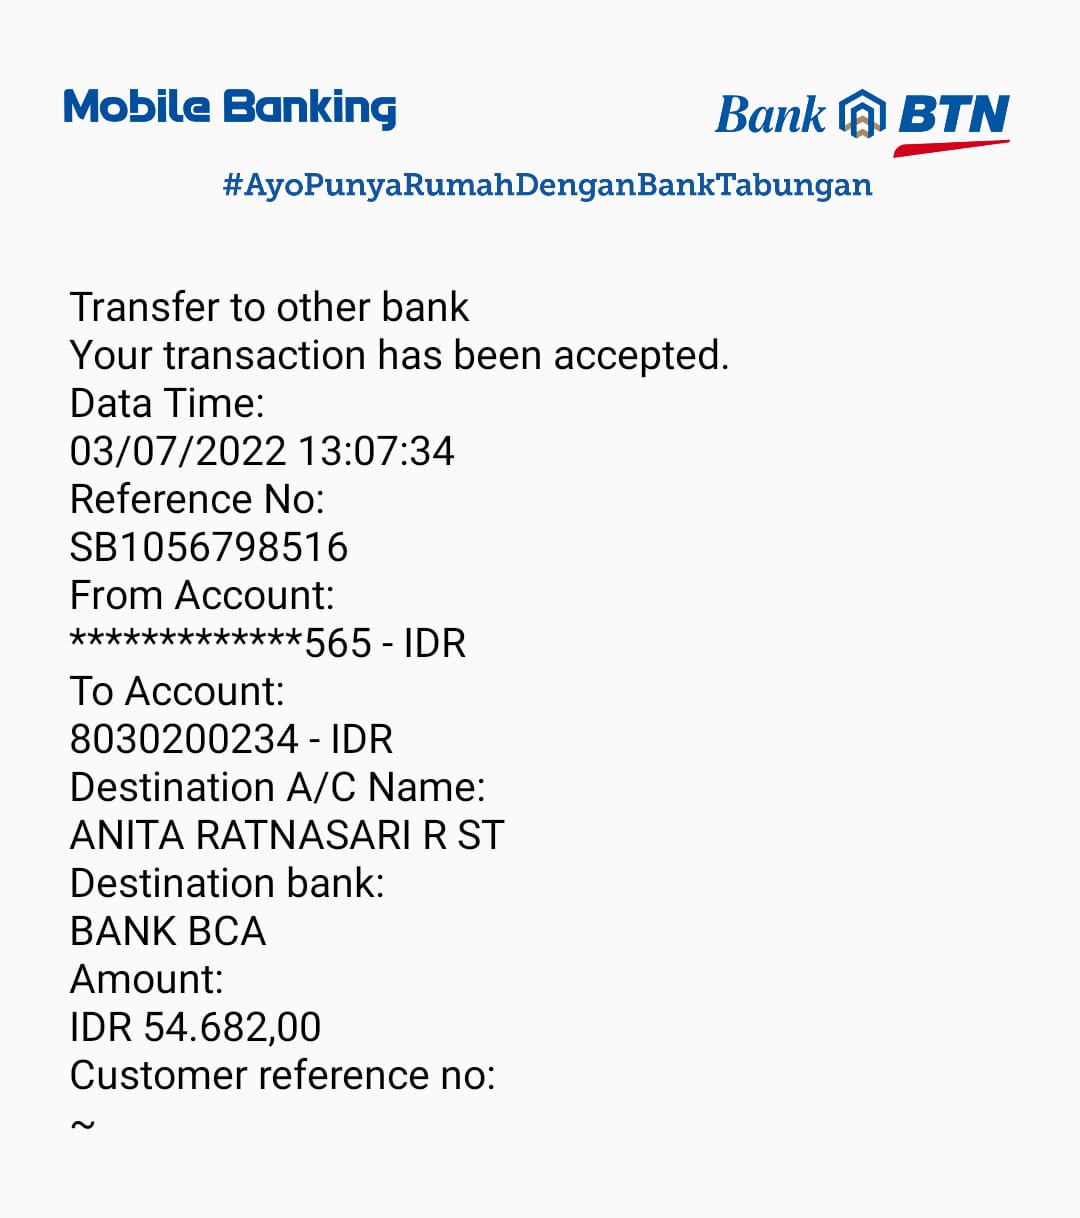 Mobile Banking
Bank BTN
#AyoPunyaRumahDenganBankTabungan
Transfer to other bank
Your transaction has been accepted.
Data Time:
03/07/2022 13:07:34
Reference No:
SB1056798516
From Account:
*************565 - IDR
To Account:
8030200234 - IDR
Destination A/C Name:
ANITA RATNASARI R ST
Destination bank:
BANK BCA
Amount:
IDR 54.682,00
Customer reference no:
~